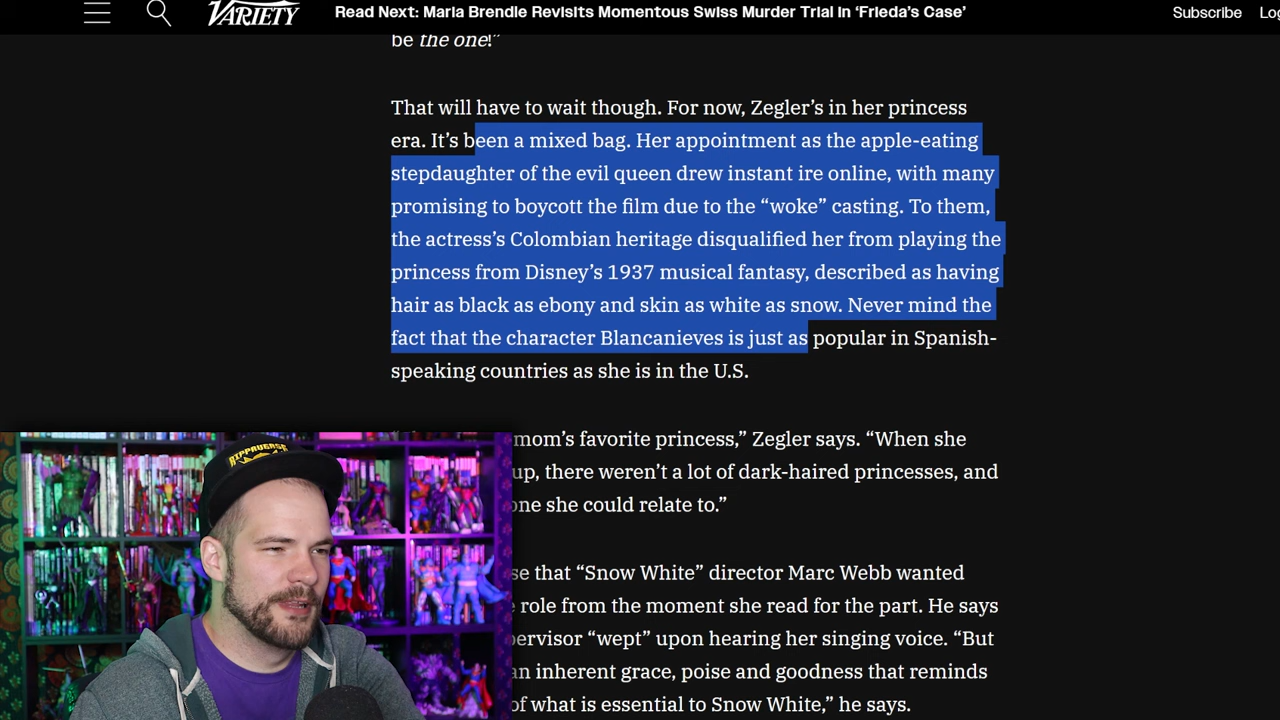 VARIETY
Read Next: Maria Brendle Revisits Momentous Swiss Murder Trial in ‘Frieda’s Case’
Subscribe
be the one!”
That will have to wait though. For now, Zegler’s in her princess
era. It’s been a mixed bag. Her appointment as the apple-eating
stepdaughter of the evil queen drew instant ire online, with many
promising to boycott the film due to the “woke” casting. To them,
the actress’s Colombian heritage disqualified her from playing the
princess from Disney’s 1937 musical fantasy, described as having
hair as black as ebony and skin as white as snow. Never mind the
fact that the character Blancanieves is just as popular in Spanish-
speaking countries as she is in the U.S.
mom’s favorite princess,” Zegler says. “When she
up, there weren’t a lot of dark-haired princesses, and
one she could relate to.”
se that “Snow White” director Marc Webb wanted
role from the moment she read for the part. He says
pervisor “wept” upon hearing her singing voice. “But
an inherent grace, poise and goodness that reminds
of what is essential to Snow White,” he says.
RIPPAVERSE